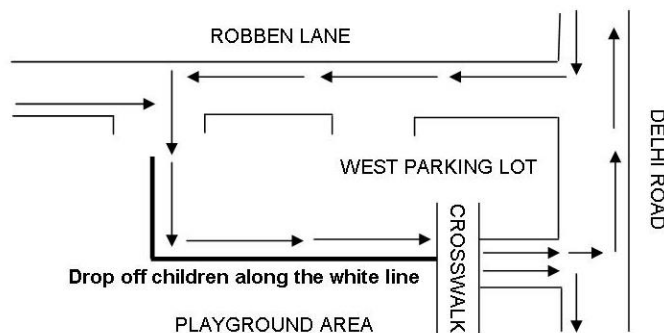 ROBBEN LANE
DELHI ROAD
WEST PARKING LOT
CROSSWALK
Drop off children along the white line
PLAYGROUND AREA